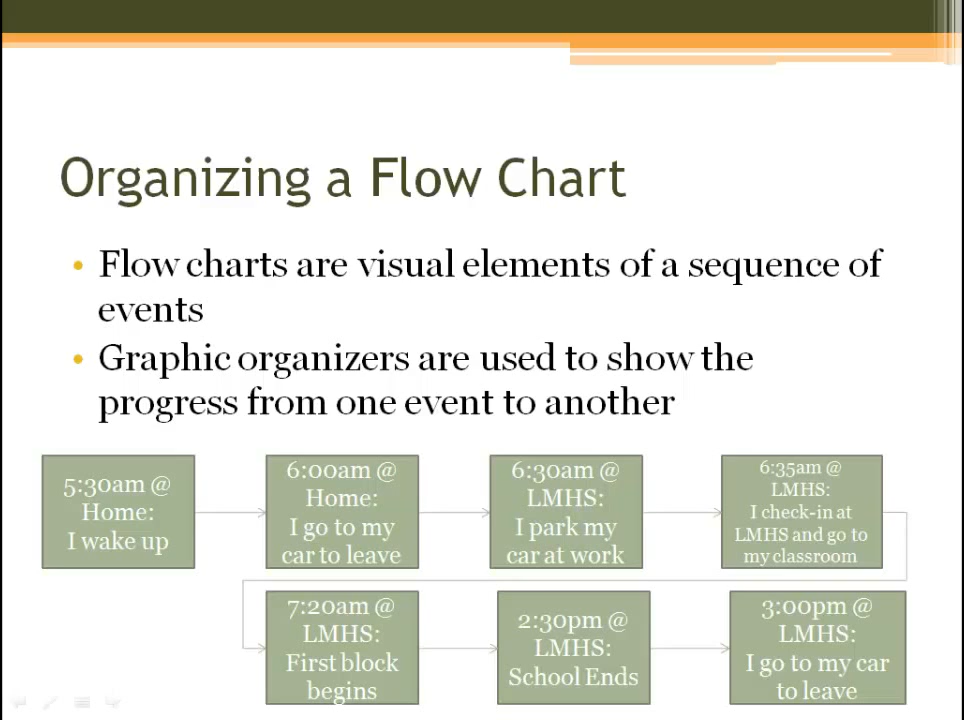 Organizing a Flow Chart
• Flow charts are visual elements of a sequence of
events
• Graphic organizers are used to show the
progress from one event to another
5:30am @
Home:
I wake up
6:00am @
Home:
I go to my
car to leave
6:30am @
LMHS:
I park my
car at work
6:35am @
LMHS:
I check-in at
LMHS and go to
my classroom
7:20am @
LMHS:
First block
begins
2:30pm @
LMHS:
School Ends
3:00pm @
LMHS:
I go to my car
to leave